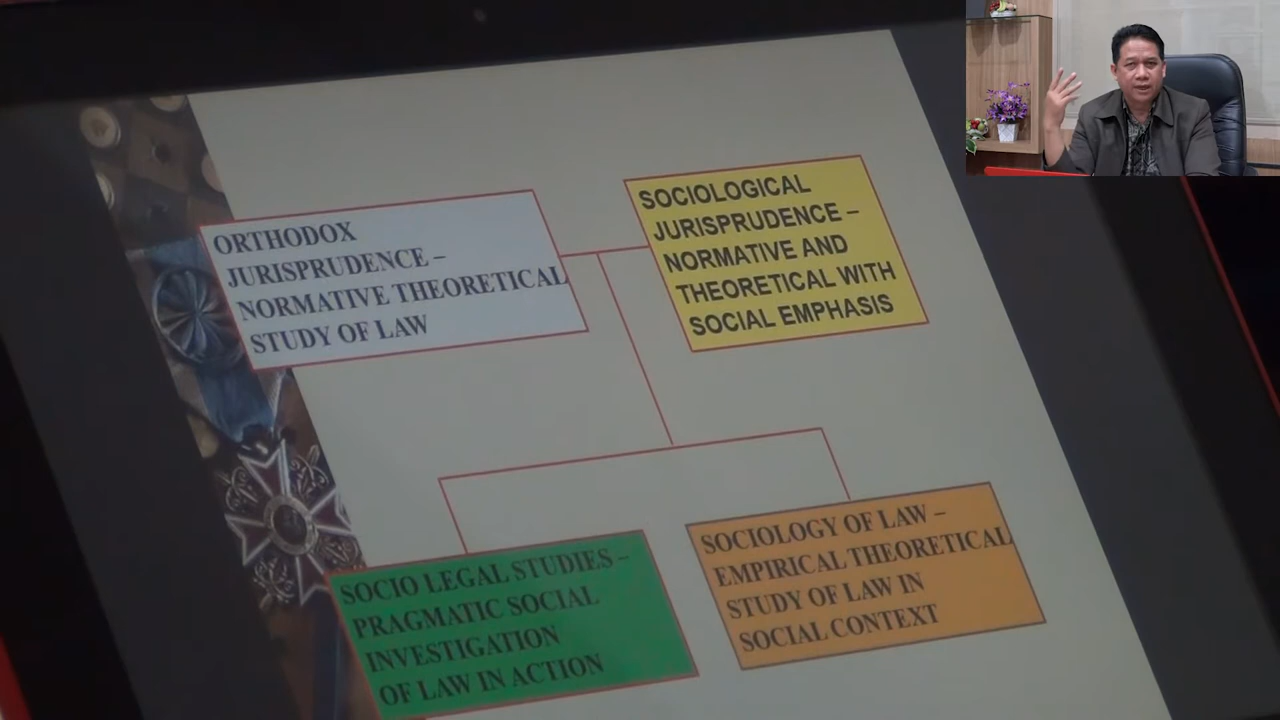 ORTHODOX
JURISPRUDENCE –
NORMATIVE THEORETICAL
STUDY OF LAW
SOCIOLOGICAL
JURISPRUDENCE –
NORMATIVE AND
THEORETICAL WITH
SOCIAL EMPHASIS
SOCIO LEGAL STUDIES –
PRAGMATIC SOCIAL
INVESTIGATION
OF LAW IN ACTION
SOCIOLOGY OF LAW –
EMPIRICAL THEORETICAL
STUDY OF LAW IN
SOCIAL CONTEXT